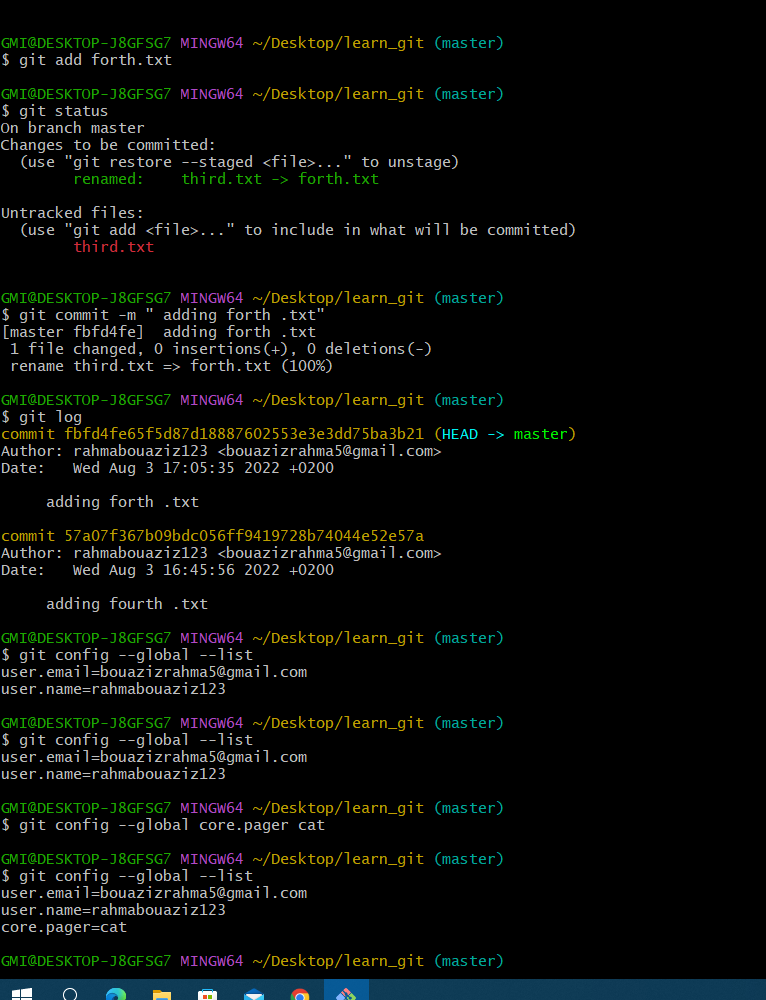 GMI@DESKTOP-J8GFSG7 MINGW64 ~/Desktop/learn_git (master)
$ git add forth.txt
GMI@DESKTOP-J8GFSG7 MINGW64 ~/Desktop/learn_git (master)
$ git status
On branch master
Changes to be committed:
  (use "git restore --staged <file>..." to unstage)
        renamed:    third.txt -> forth.txt
Untracked files:
  (use "git add <file>..." to include in what will be committed)
        third.txt
GMI@DESKTOP-J8GFSG7 MINGW64 ~/Desktop/learn_git (master)
$ git commit -m " adding forth .txt"
[master fbfd4fe]  adding forth .txt
 1 file changed, 0 insertions(+), 0 deletions(-)
 rename third.txt => forth.txt (100%)
GMI@DESKTOP-J8GFSG7 MINGW64 ~/Desktop/learn_git (master)
$ git log
commit fbfd4fe65f5d87d18887602553e3e3dd75ba3b21 (HEAD -> master)
Author: rahmabouaziz123 <bouazizrahma5@gmail.com>
Date:   Wed Aug 3 17:05:35 2022 +0200
     adding forth .txt
commit 57a07f367b09bdc056ff9419728b74044e52e57a
Author: rahmabouaziz123 <bouazizrahma5@gmail.com>
Date:   Wed Aug 3 16:45:56 2022 +0200
     adding fourth .txt
GMI@DESKTOP-J8GFSG7 MINGW64 ~/Desktop/learn_git (master)
$ git config --global --list
user.email=bouazizrahma5@gmail.com
user.name=rahmabouaziz123
GMI@DESKTOP-J8GFSG7 MINGW64 ~/Desktop/learn_git (master)
$ git config --global --list
user.email=bouazizrahma5@gmail.com
user.name=rahmabouaziz123
GMI@DESKTOP-J8GFSG7 MINGW64 ~/Desktop/learn_git (master)
$ git config --global core.pager cat
GMI@DESKTOP-J8GFSG7 MINGW64 ~/Desktop/learn_git (master)
$ git config --global --list
user.email=bouazizrahma5@gmail.com
user.name=rahmabouaziz123
core.pager=cat
GMI@DESKTOP-J8GFSG7 MINGW64 ~/Desktop/learn_git (master)